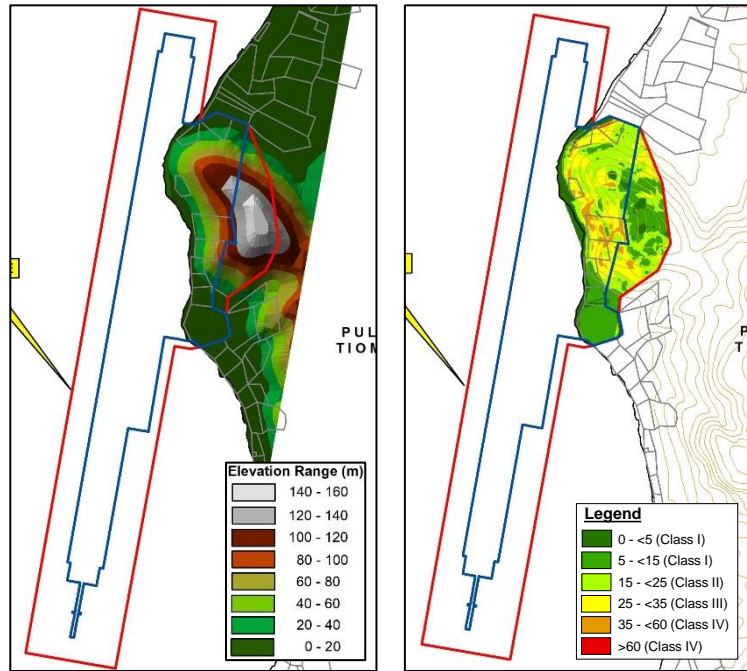 PUL
TIOM
Elevation Range (m)
140 - 160
120 - 140
100 - 120
80 - 100
60 - 80
40 - 60
20 - 40
0 - 20
P
T
Legend
0 - <5 (Class I)
5 - <15 (Class I)
15 - <25 (Class II)
25 - <35 (Class III)
35 - <60 (Class IV)
>60 (Class IV)